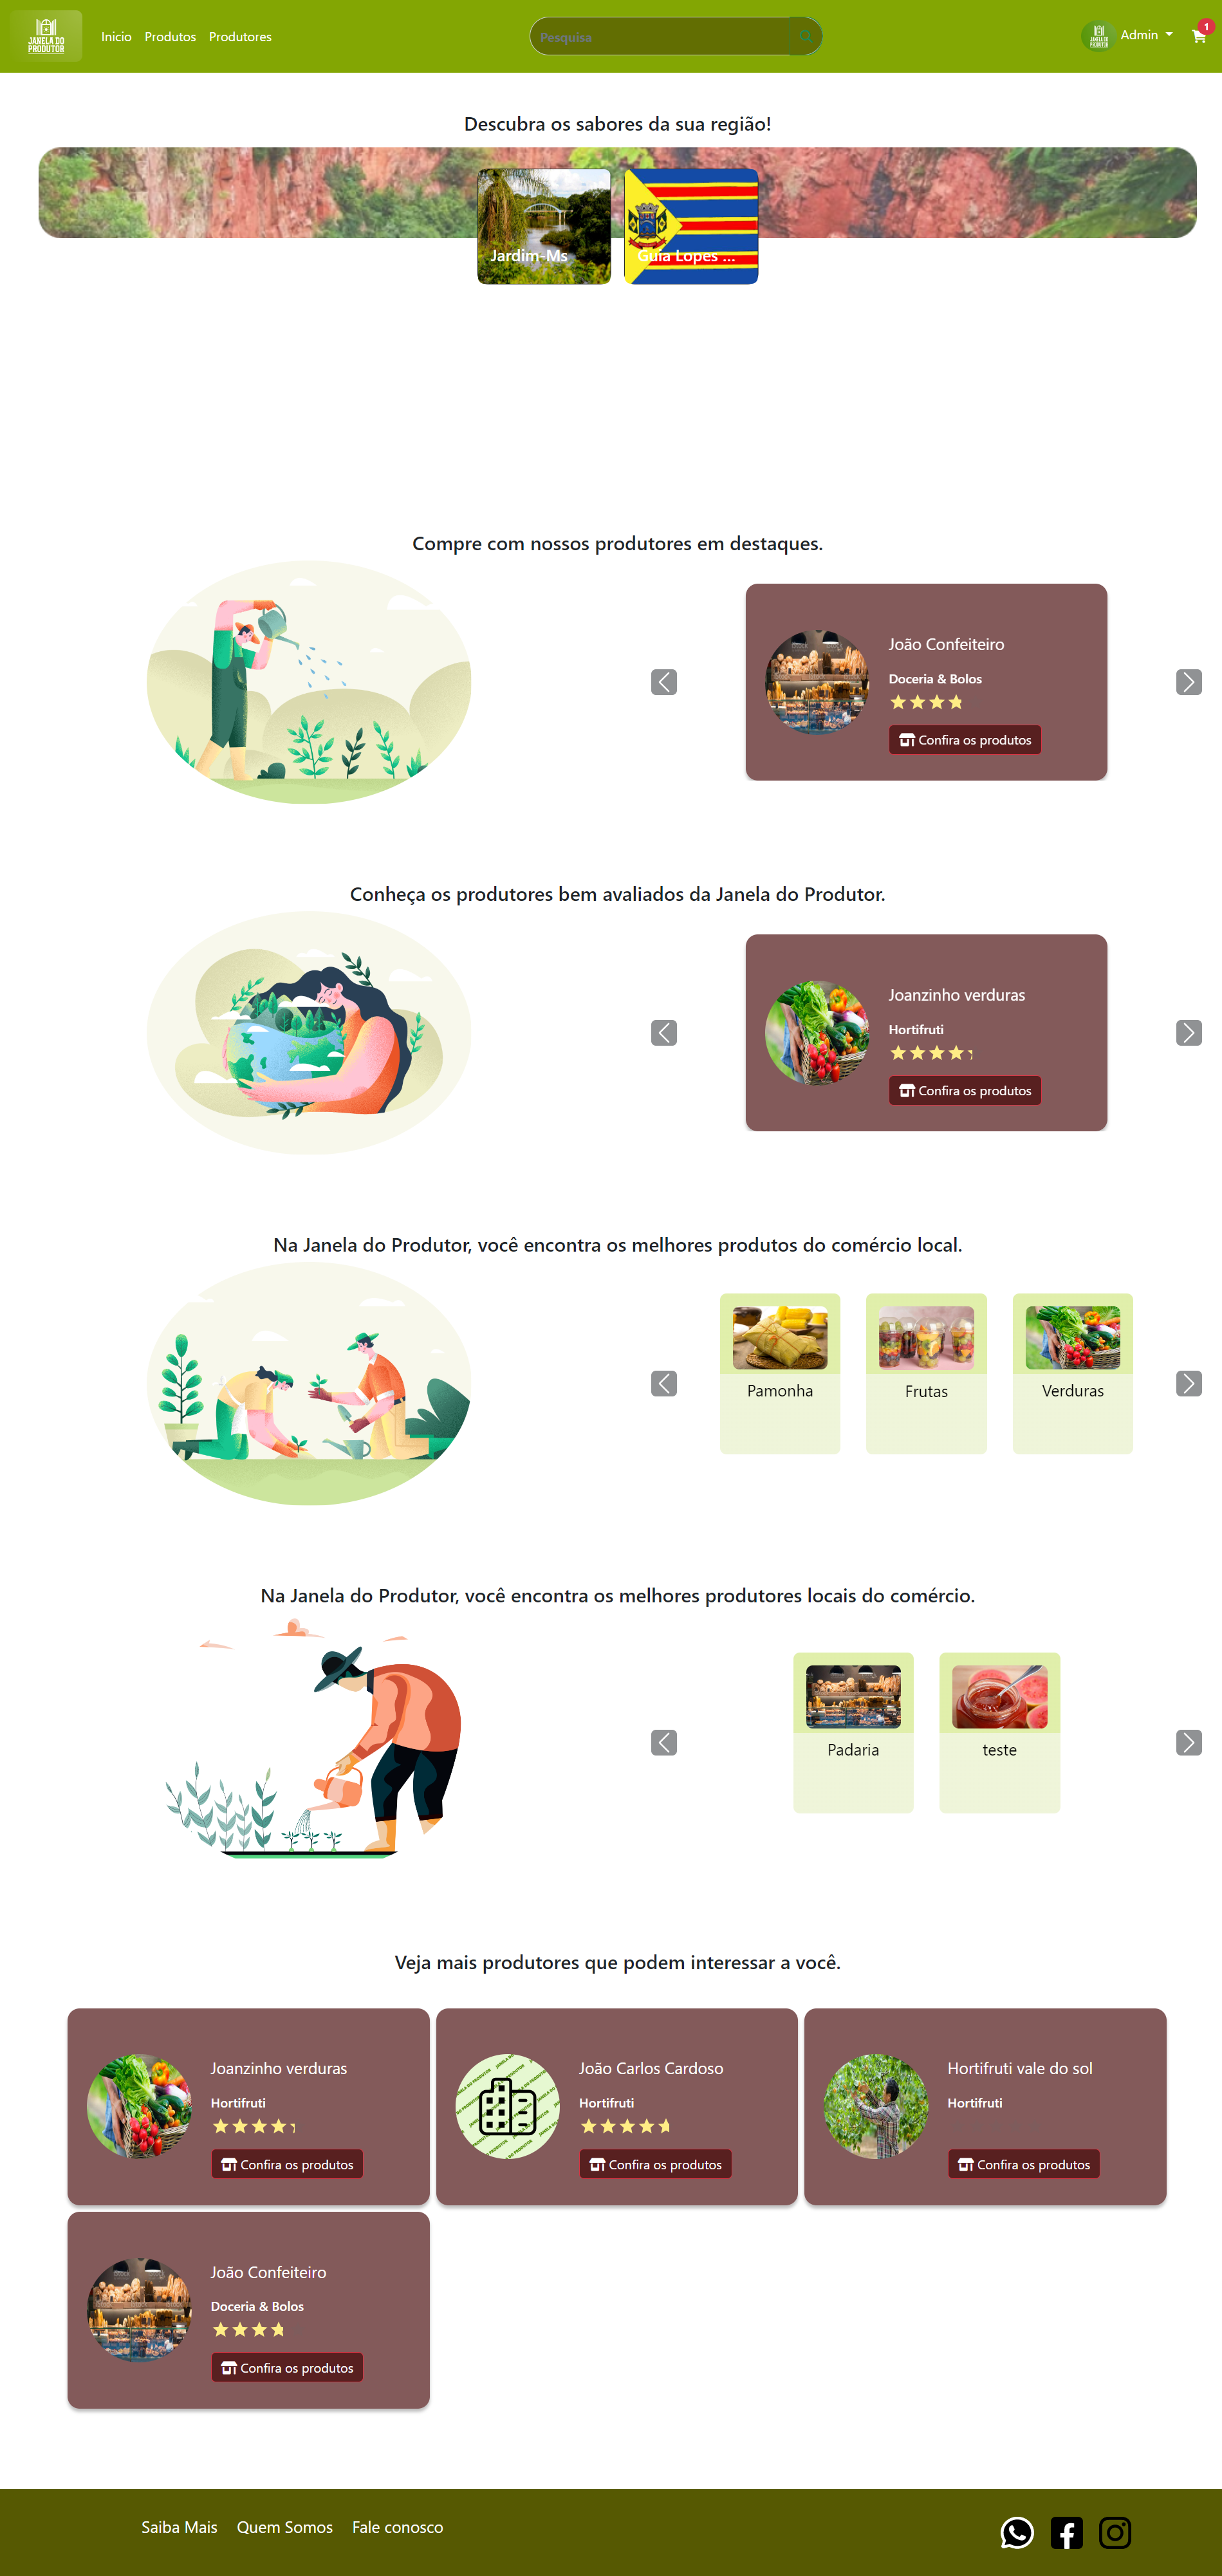 JANELA DO
PRODUTOR
Inicio Produtos Produtores
Pesquisa
JANELA DO
PRODUTOR
Admin
1
Descubra os sabores da sua região!
Jardim-Ms
Guia Lopes ...
Compre com nossos produtores em destaques.
João Confeiteiro
Doceria & Bolos
Confira os produtos
Conheça os produtores bem avaliados da Janela do Produtor.
Joanzinho verduras
Hortifruti
Confira os produtos
Na Janela do Produtor, você encontra os melhores produtos do comércio local.
Pamonha
Frutas
Verduras
Na Janela do Produtor, você encontra os melhores produtores locais do comércio.
Padaria
teste
Veja mais produtores que podem interessar a você.
Joanzinho verduras
Hortifruti
Confira os produtos
João Carlos Cardoso
Hortifruti
Confira os produtos
Hortifruti vale do sol
Hortifruti
Confira os produtos
João Confeiteiro
Doceria & Bolos
Confira os produtos
Saiba Mais Quem Somos Fale conosco